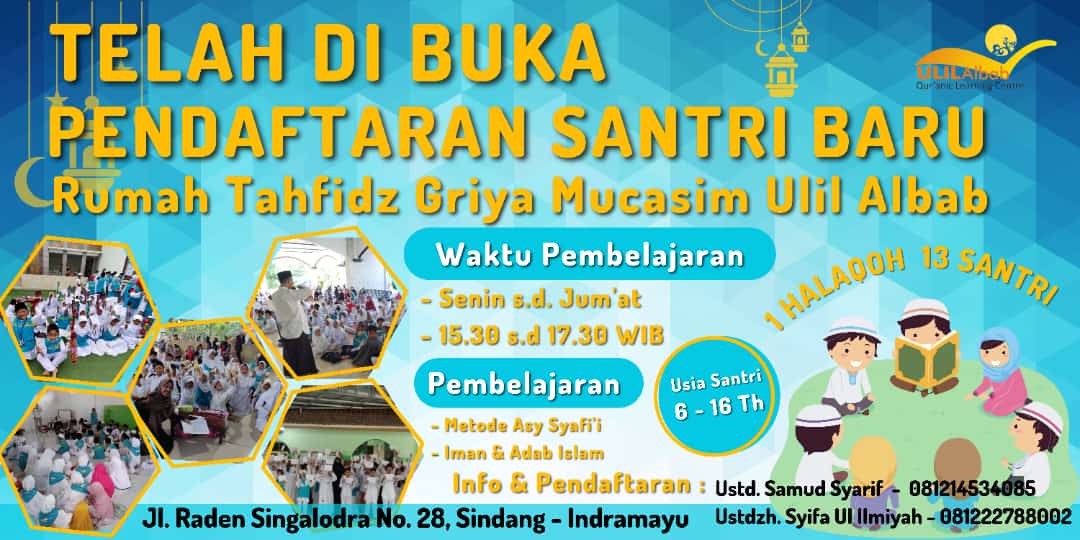 TELAH DI BUKA
PENDAFTARAN SANTRI BARU
Rumah Tahfidz Griya Mucasim Ulil Albab
ULILAlbab
Qur'anic Learning Centre
Waktu Pembelajaran
- Senin s.d. Jum'at
- 15.30 s.d 17.30 WIB
Pembelajaran
- Metode Asy Syafi'i
- Iman & Adab Islam
Usia Santri
6 - 16 Th
1 HALAQOH 13 SANTRI
Info & Pendaftaran :
Ustd. Samud Syarif - 081214534085
Ustdzh. Syifa Ul Ilmiyah - 081222788002
Jl. Raden Singalodra No. 28, Sindang - Indramayu